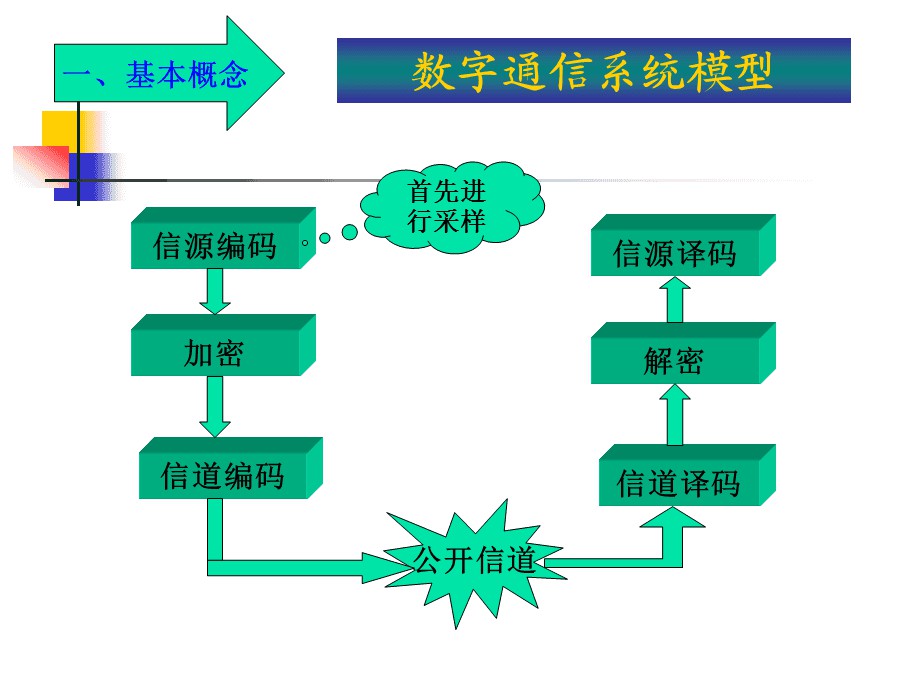 一、基本概念
数字通信系统模型
首先进
行采样
信源编码
信源译码
加密
解密
信道编码
信道译码
公开信道